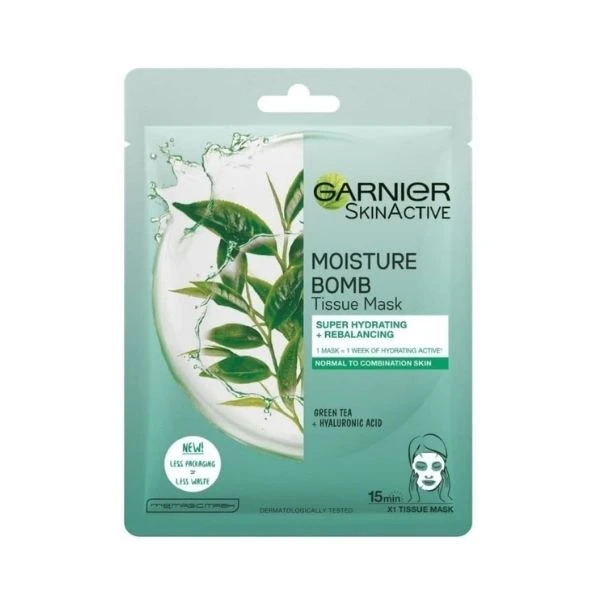 GARNIER
SKINACTIVE
MOISTURE
BOMB
Tissue Mask
SUPER HYDRATING
+ REBALANCING
1 MASK = 1 WEEK OF HYDRATING ACTIVE*
NORMAL TO COMBINATION SKIN
GREEN TEA
+ HYALURONIC ACID
NEW!
LESS PACKAGING
=
LESS WASTE
15min
DERMATOLOGICALLY TESTED
X1 TISSUE MASK